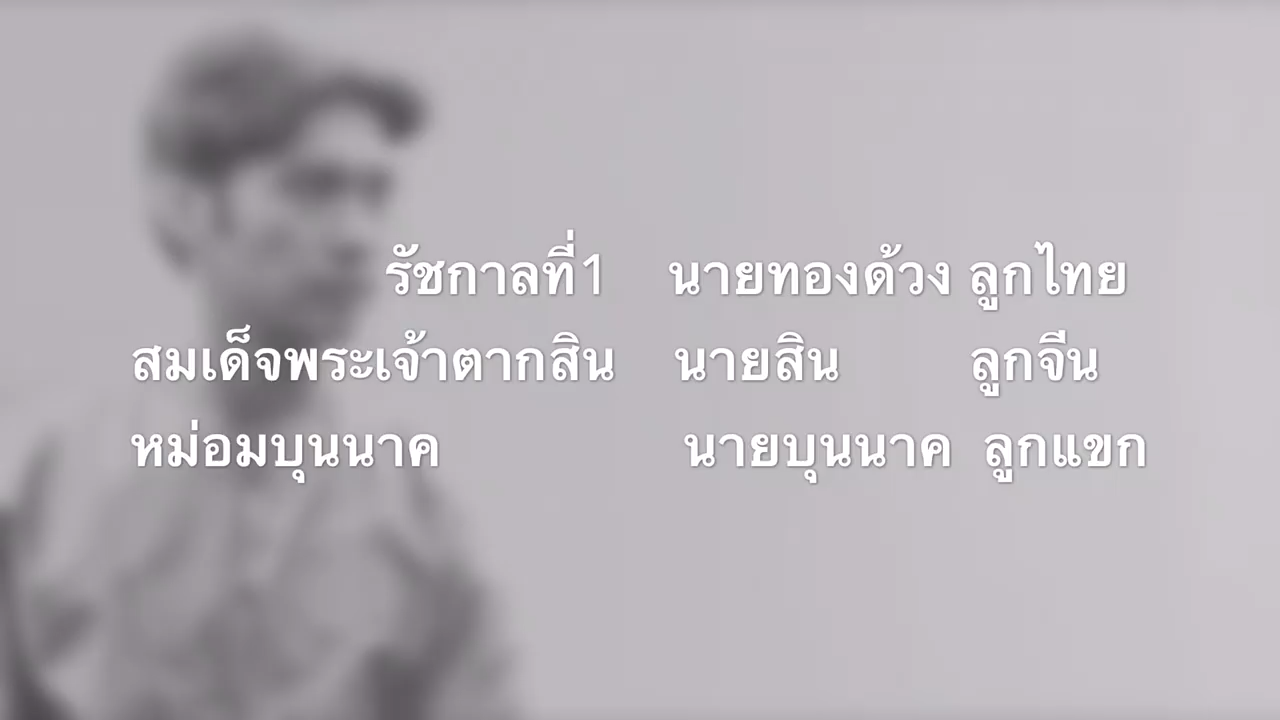 รัชกาลที่1 นายทองด้วง ลูกไทย
สมเด็จพระเจ้าตากสิน นายสิน ลูกจีน
หม่อมบุนนาค นายบุนนาค ลูกแขก